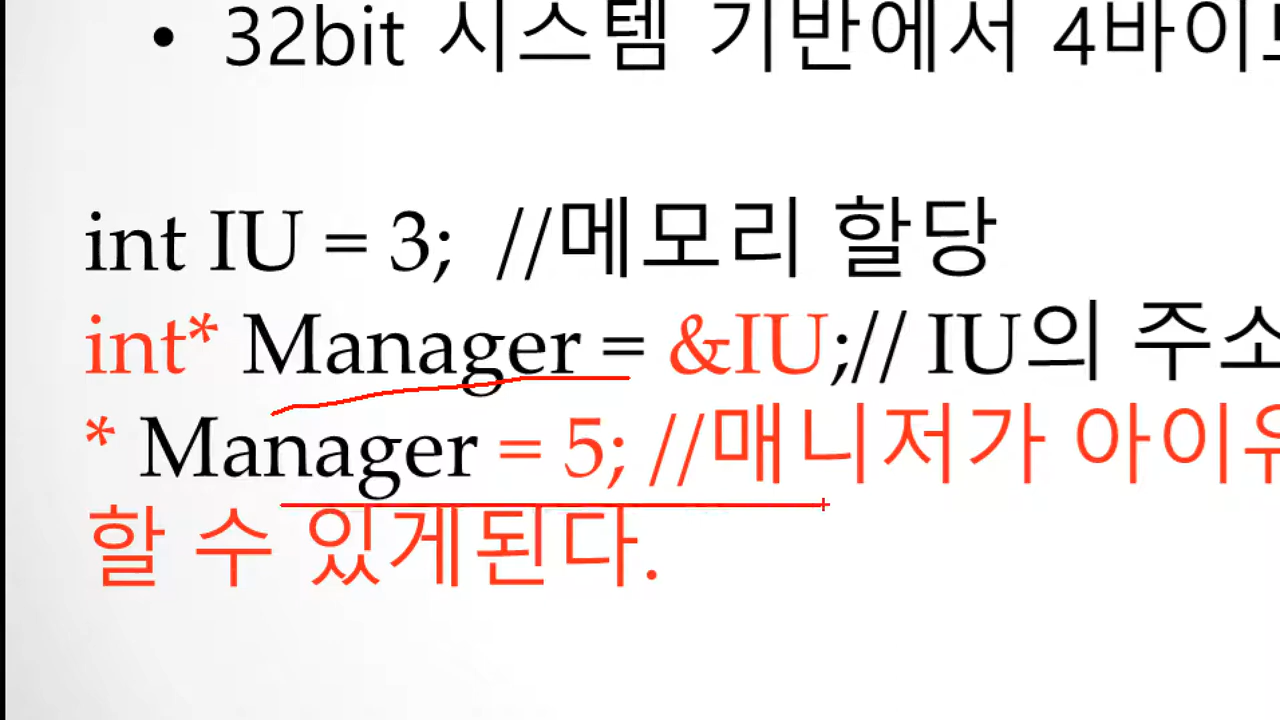 • 32bit 시스템 기반에서 4바이트
int IU = 3; //메모리 할당
int* Manager = &IU;// IU의 주소
* Manager = 5; //매니저가 아이유
할 수 있게된다.